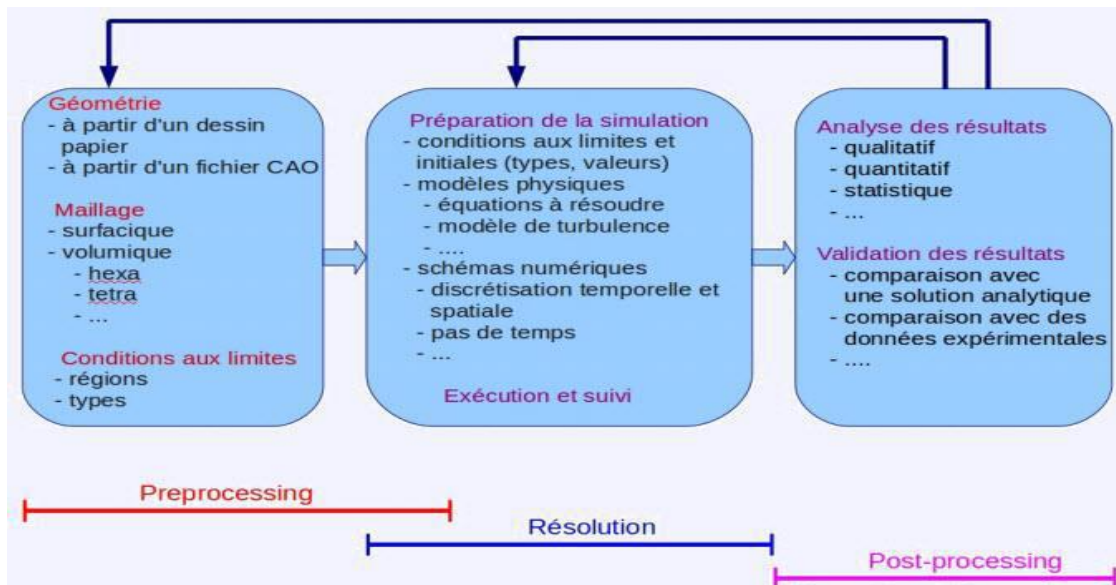 Géométrie
- à partir d'un dessin
papier
- à partir d'un fichier CAO
Maillage
- surfacique
- volumique
- hexa
- tetra
- ...
Conditions aux limites
- régions
- types
Préparation de la simulation
- conditions aux limites et
initiales (types, valeurs)
- modèles physiques
- équations à résoudre
- modèle de turbulence
- ....
- schémas numériques
- discrétisation temporelle et
spatiale
- pas de temps
- ...
Exécution et suivi
Analyse des résultats
- qualitatif
- quantitatif
- statistique
- ...
Validation des résultats
- comparaison avec
une solution analytique
- comparaison avec des
données expérimentales
- ....
Preprocessing
Résolution
Post-processing